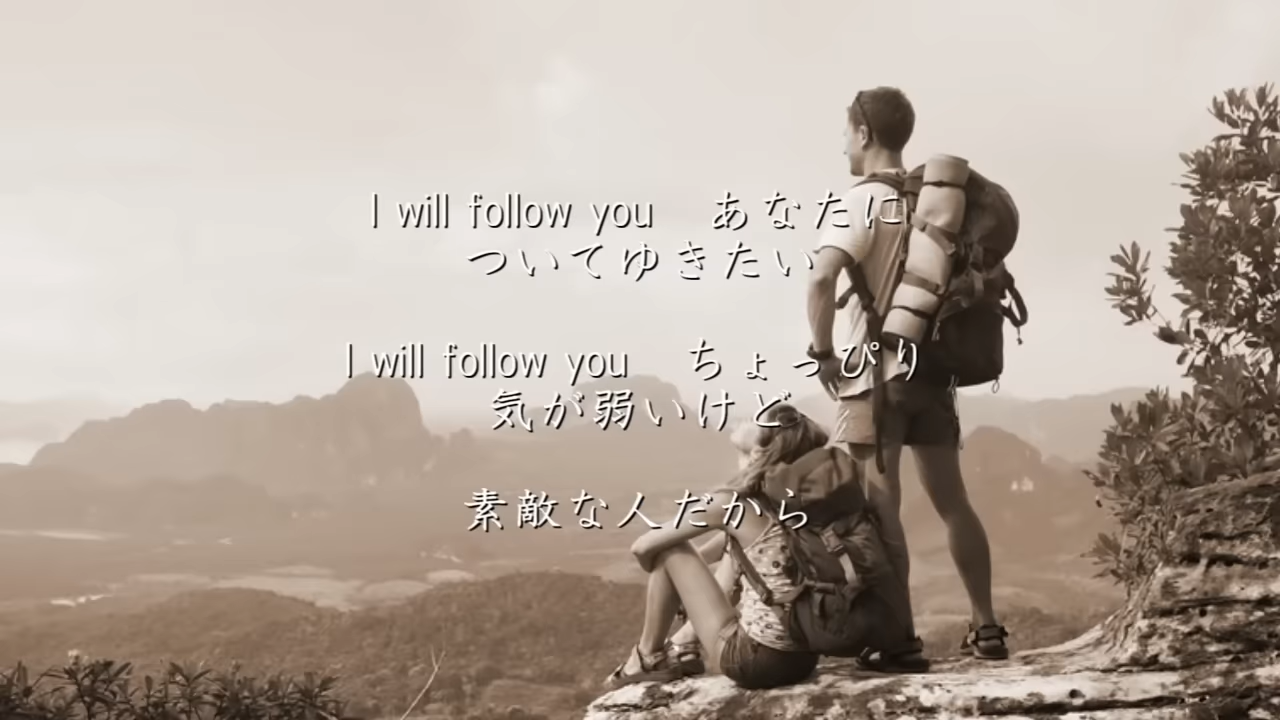 I will follow you　あなたに
ついてゆきたい
I will follow you　ちょっぴり
気が弱いけど
素敵な人だから